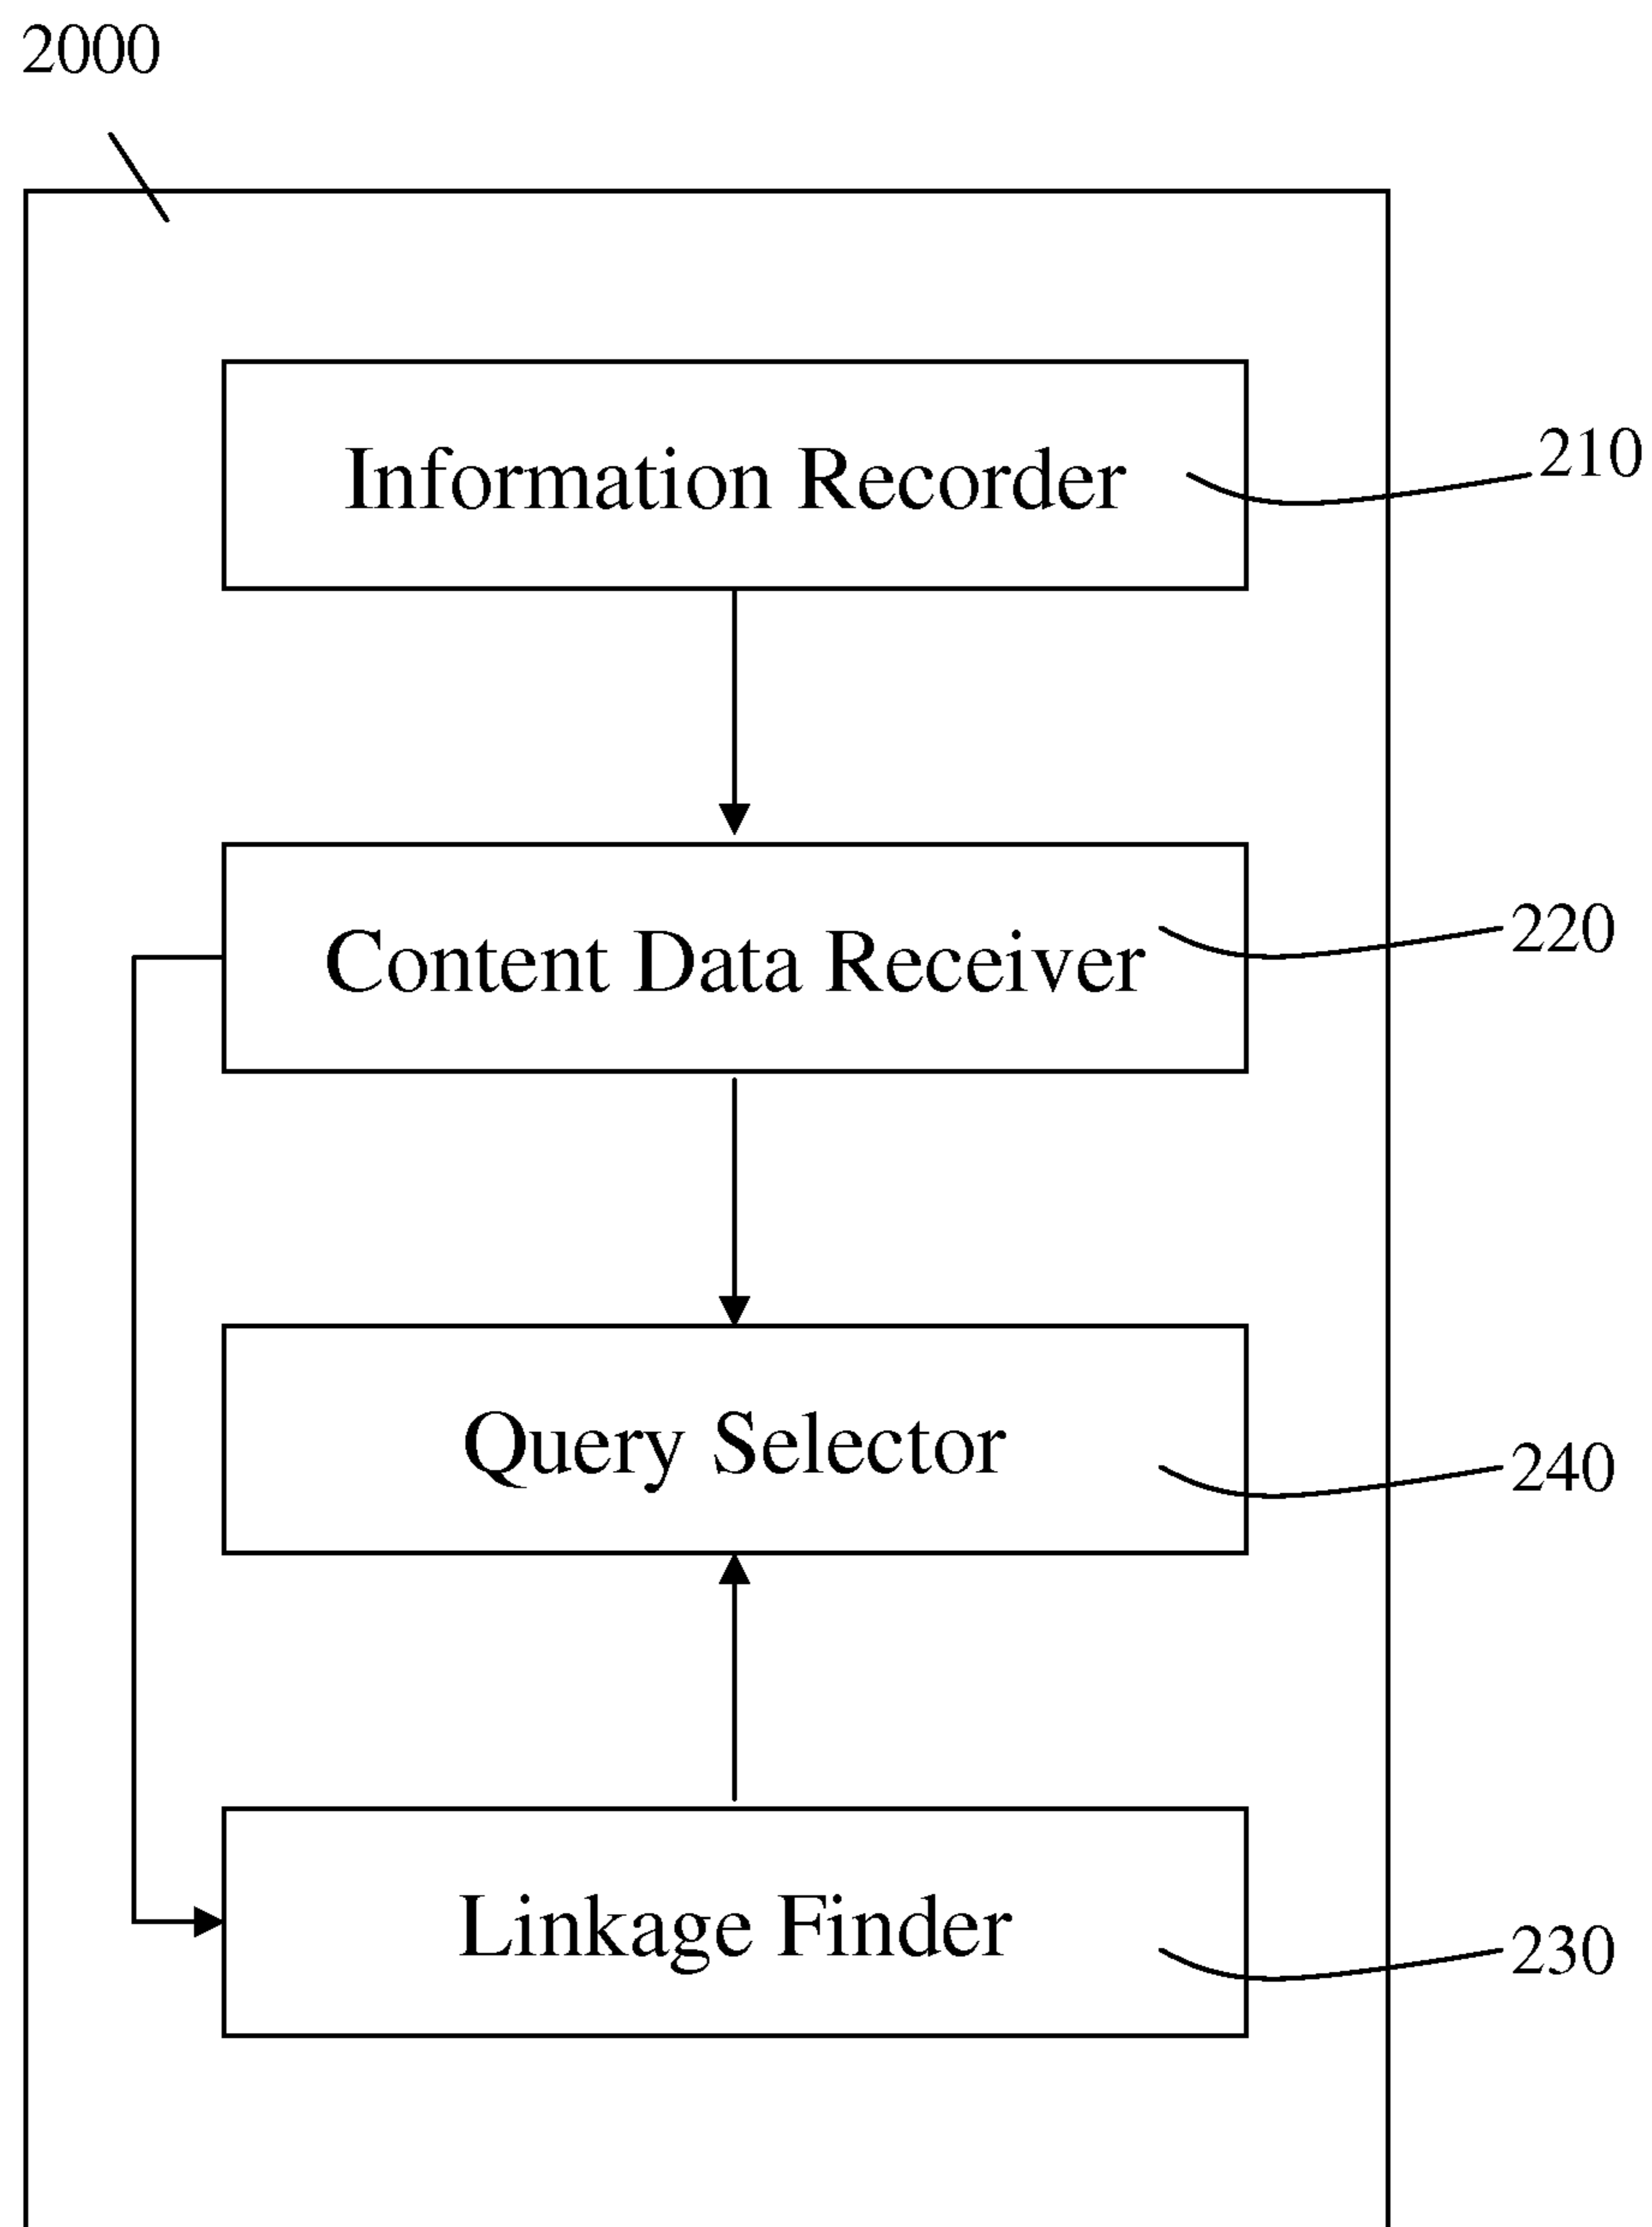 2000
Information Recorder
210
Content Data Receiver
220
Query Selector
240
Linkage Finder
230